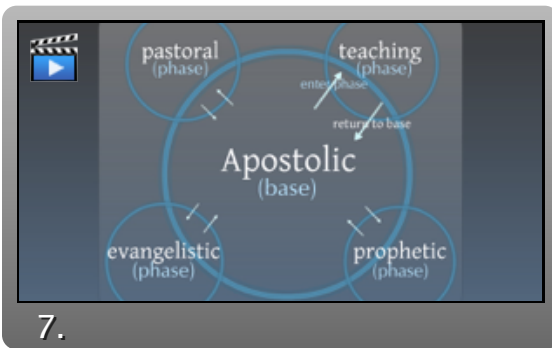 pastoral
(phase)
teaching
(phase)
enter phase
return to base
Apostolic
(base)
evangelistic
(phase)
prophetic
(phase)
7.